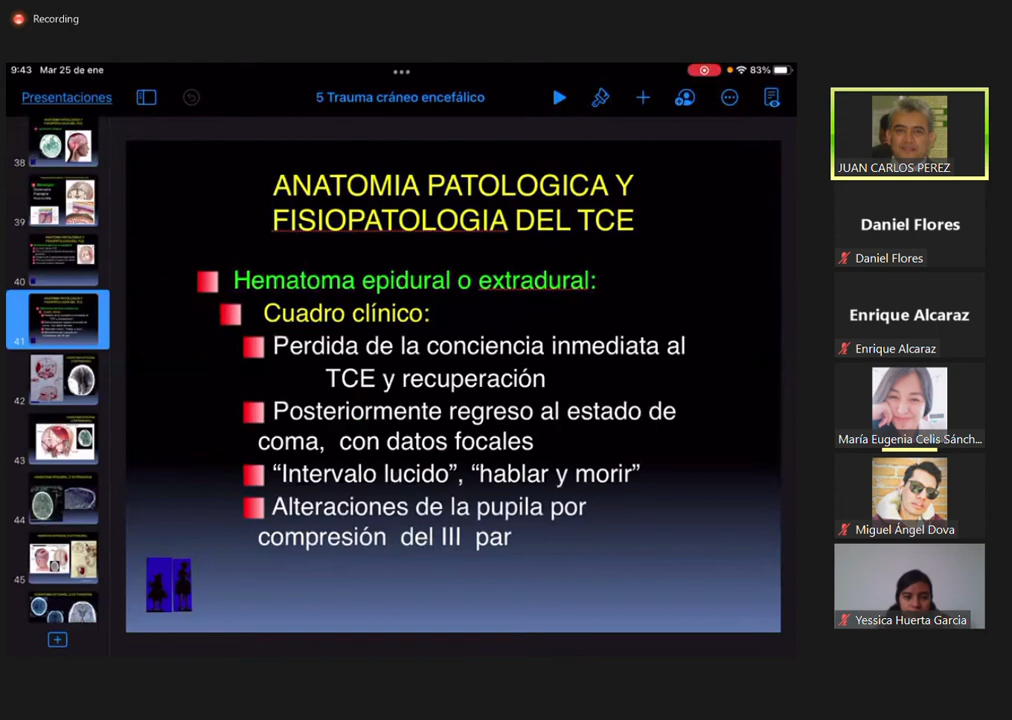 Recording
9:43 Mar 25 de ene
83%
Presentaciones
5 Trauma cráneo encefálico
38
39
40
41
42
43
44
45
ANATOMIA PATOLOGICA Y
FISIOPATOLOGIA DEL TCE
Hematoma epidural o extradural:
Cuadro clínico:
Perdida de la conciencia inmediata al
TCE y recuperación
Posteriormente regreso al estado de
coma, con datos focales
“Intervalo lucido”, “hablar y morir”
Alteraciones de la pupila por
compresión del III par
JUAN CARLOS PEREZ
Daniel Flores
Daniel Flores
Enrique Alcaraz
Enrique Alcaraz
María Eugenia Celis Sánch...
Miguel Ángel Dova
Yessica Huerta Garcia